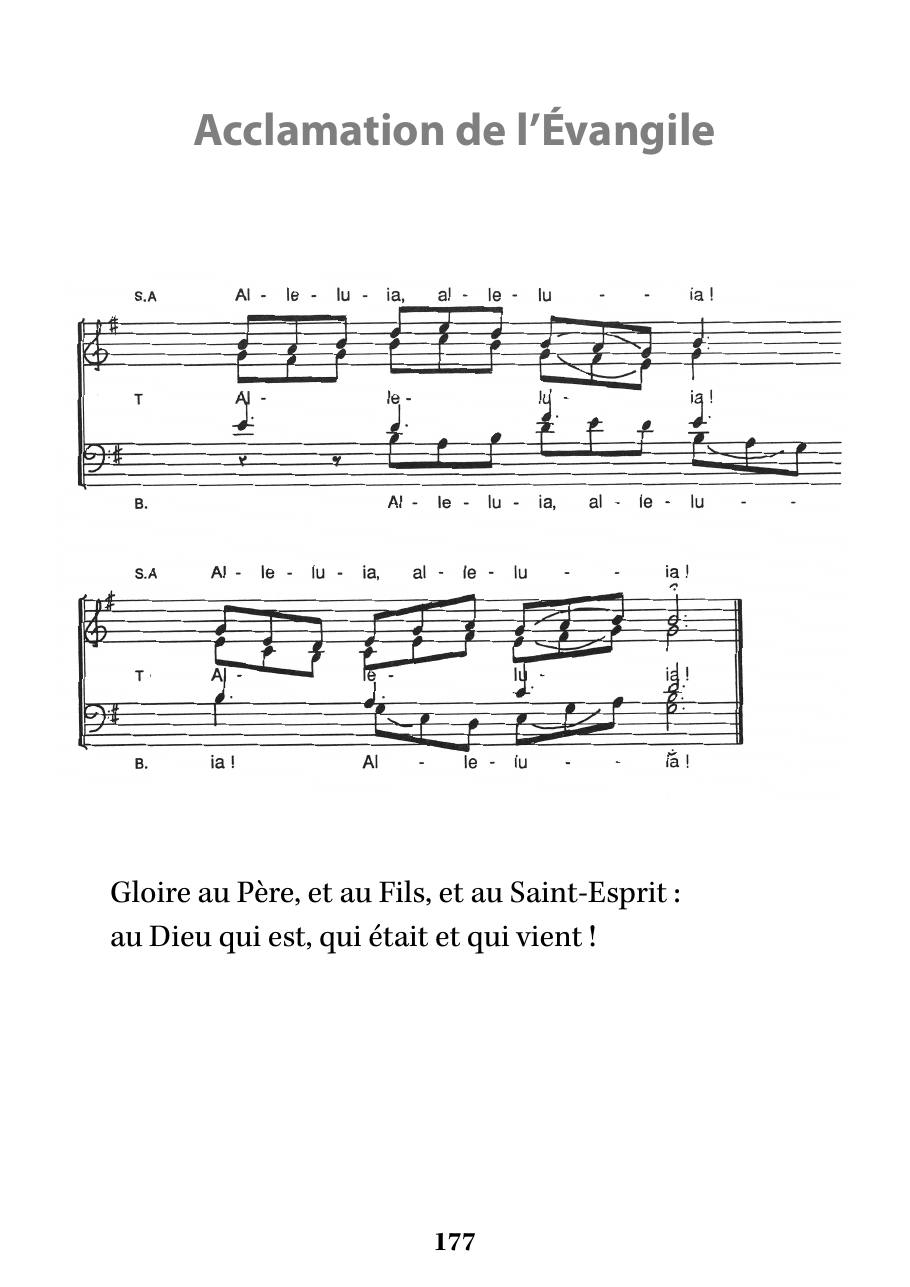 Acclamation de l’Évangile
S.A Al - le - lu - ia, al - le - lu - - ia !
T Al - le - lu - ia !
B. Al - le - lu - ia, al - le - lu - -
S.A Al - le - lu - ia, al - le - lu - - ia !
T Al - le - lu - ia !
B. ia ! Al - le - lu - - ia !
Gloire au Père, et au Fils, et au Saint-Esprit :
au Dieu qui est, qui était et qui vient !
177